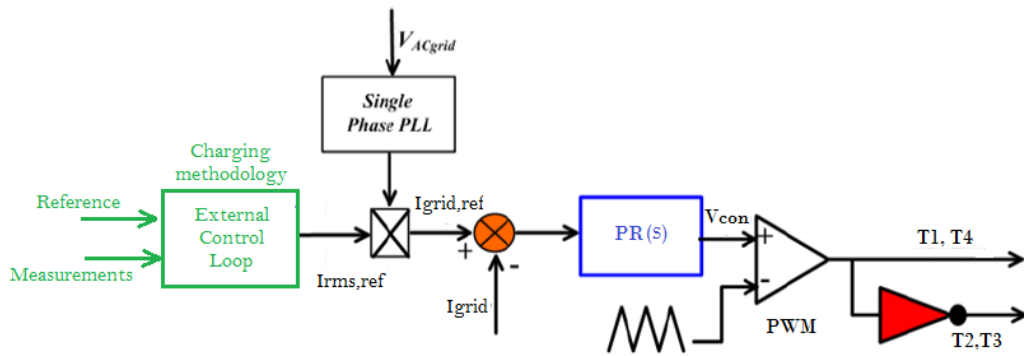 V_ACgrid
Single
Phase PLL
Charging
methodology
Reference
Measurements
External
Control
Loop
Irms,ref
Igrid,ref
+
-
Igrid
PR(S)
Vcon
+
-
PWM
T1, T4
T2,T3